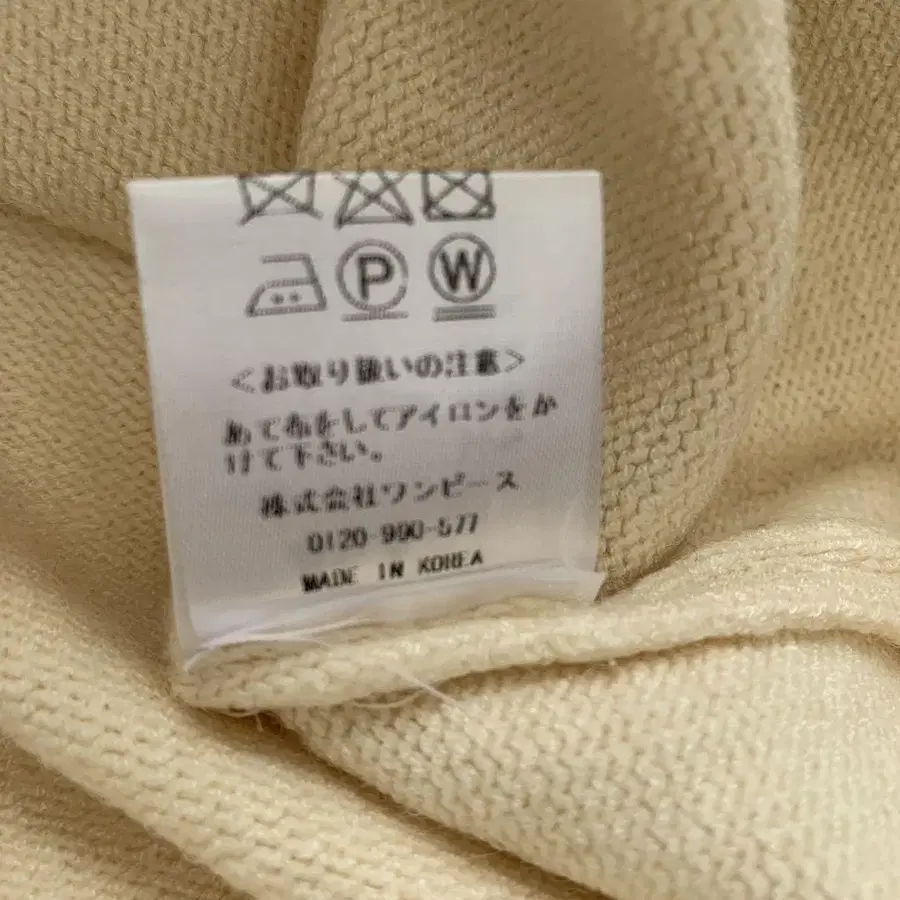 P W
<お取り扱いの注意>
あて布をしてアイロンをか
けて下さい。
株式会社ワンピース
0120-990-577
MADE IN KOREA